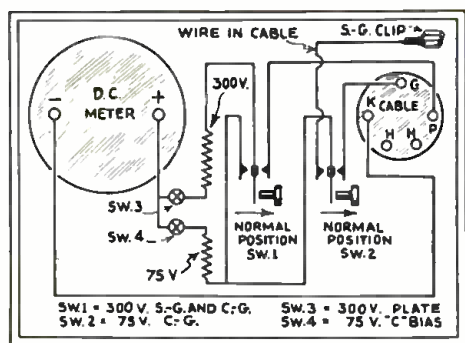 WIRE IN CABLE
S.-G. CLIP
D.C. METER
- +
300V.
G
K CABLE P
H H
SW.3
SW.4
75 V
NORMAL POSITION SW.1
NORMAL POSITION SW.2
SW.1 = 300 V. S.-G. AND C.-G.
SW.2 = 75 V. C.-G.
SW.3 = 300 V. PLATE
SW.4 = 75 V. "C" BIAS